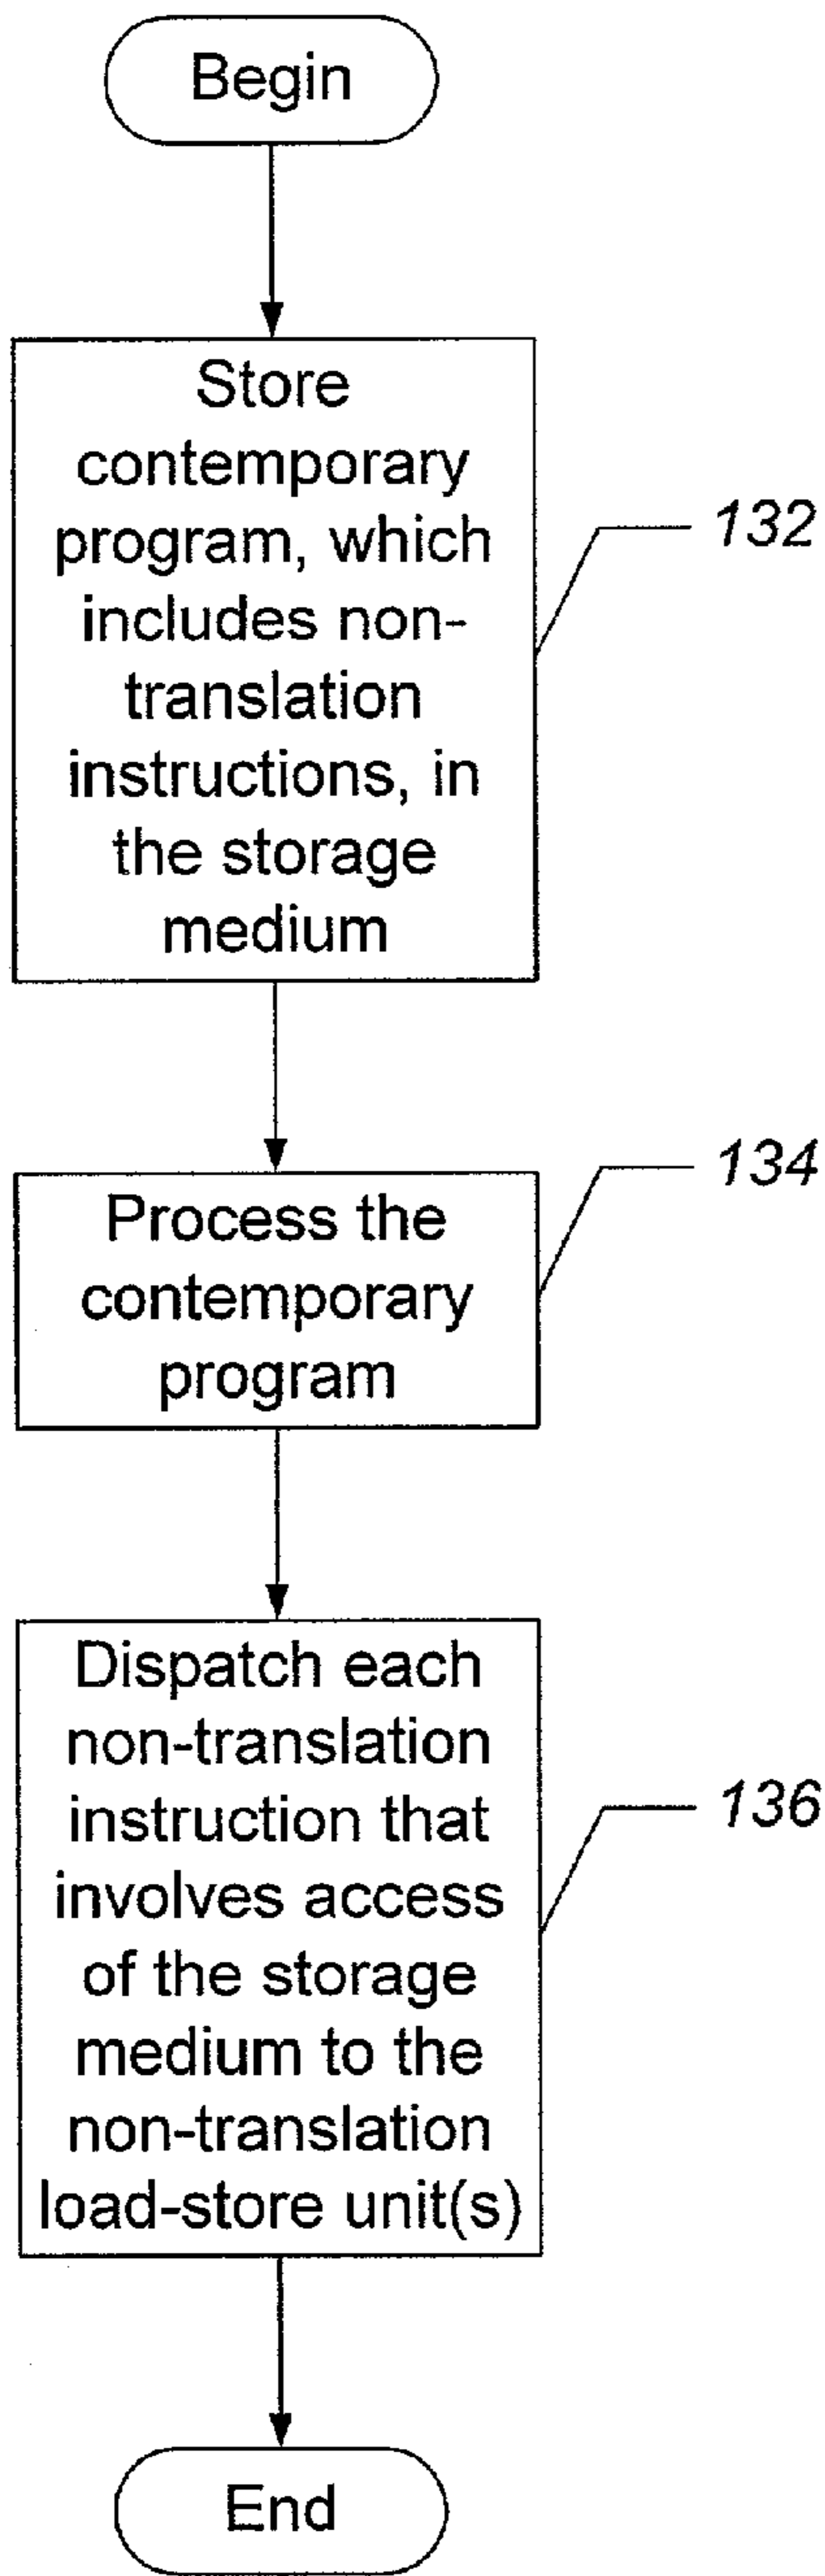 Begin
Store
contemporary
program, which
includes non-
translation
instructions, in
the storage
medium
132
Process the
contemporary
program
134
Dispatch each
non-translation
instruction that
involves access
of the storage
medium to the
non-translation
load-store unit(s)
136
End